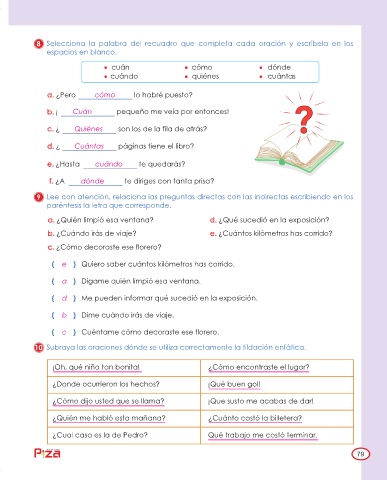 8 Selecciona la palabra del recuadro que completa cada oración y escríbela en los
espacios en blanco.
• cuán • cómo • dónde
• cuándo • quiénes • cuántas
a. ¿Pero cómo lo habré puesto?
b. ¡ Cuán pequeño me veía por entonces!
c. ¿ Quiénes son los de la fila de atrás?
d. ¿ Cuántas páginas tiene el libro?
e. ¿Hasta cuándo te quedarás?
f. ¿A dónde te diriges con tanta prisa?
9 Lee con atención, relaciona las preguntas directas con las indirectas escribiendo en los
paréntesis la letra que corresponde.
a. ¿Quién limpió esa ventana? d. ¿Qué sucedió en la exposición?
b. ¿Cuándo irás de viaje? e. ¿Cuántos kilómetros has corrido?
c. ¿Cómo decoraste ese florero?
( e ) Quiero saber cuántos kilómetros has corrido.
( a ) Dígame quién limpió esa ventana.
( d ) Me pueden informar qué sucedió en la exposición.
( b ) Dime cuándo irás de viaje.
( c ) Cuéntame cómo decoraste ese florero.
10 Subraya las oraciones dónde se utiliza correctamente la tildación enfática.
¡Oh, qué niña tan bonita! ¿Cómo encontraste el lugar?
¿Donde ocurrieron los hechos? ¡Qué buen gol!
¿Cómo dijo usted que se llama? ¡Que susto me acabas de dar!
¿Quién me habló esta mañana? ¿Cuánto costó la billetera?
¿Cual casa es la de Pedro? Qué trabajo me costó terminar.
Piza 79